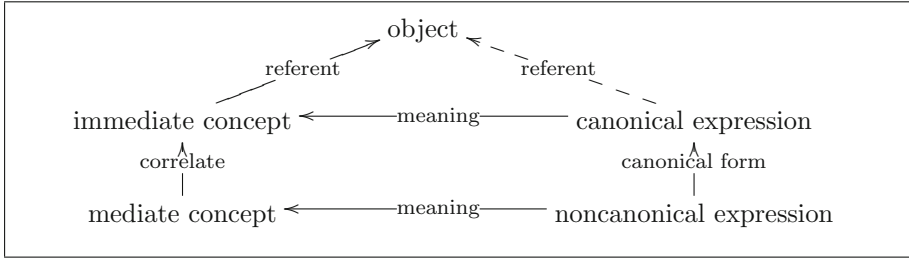 object
referent referent
immediate concept meaning canonical expression
correlate canonical form
mediate concept meaning noncanonical expression